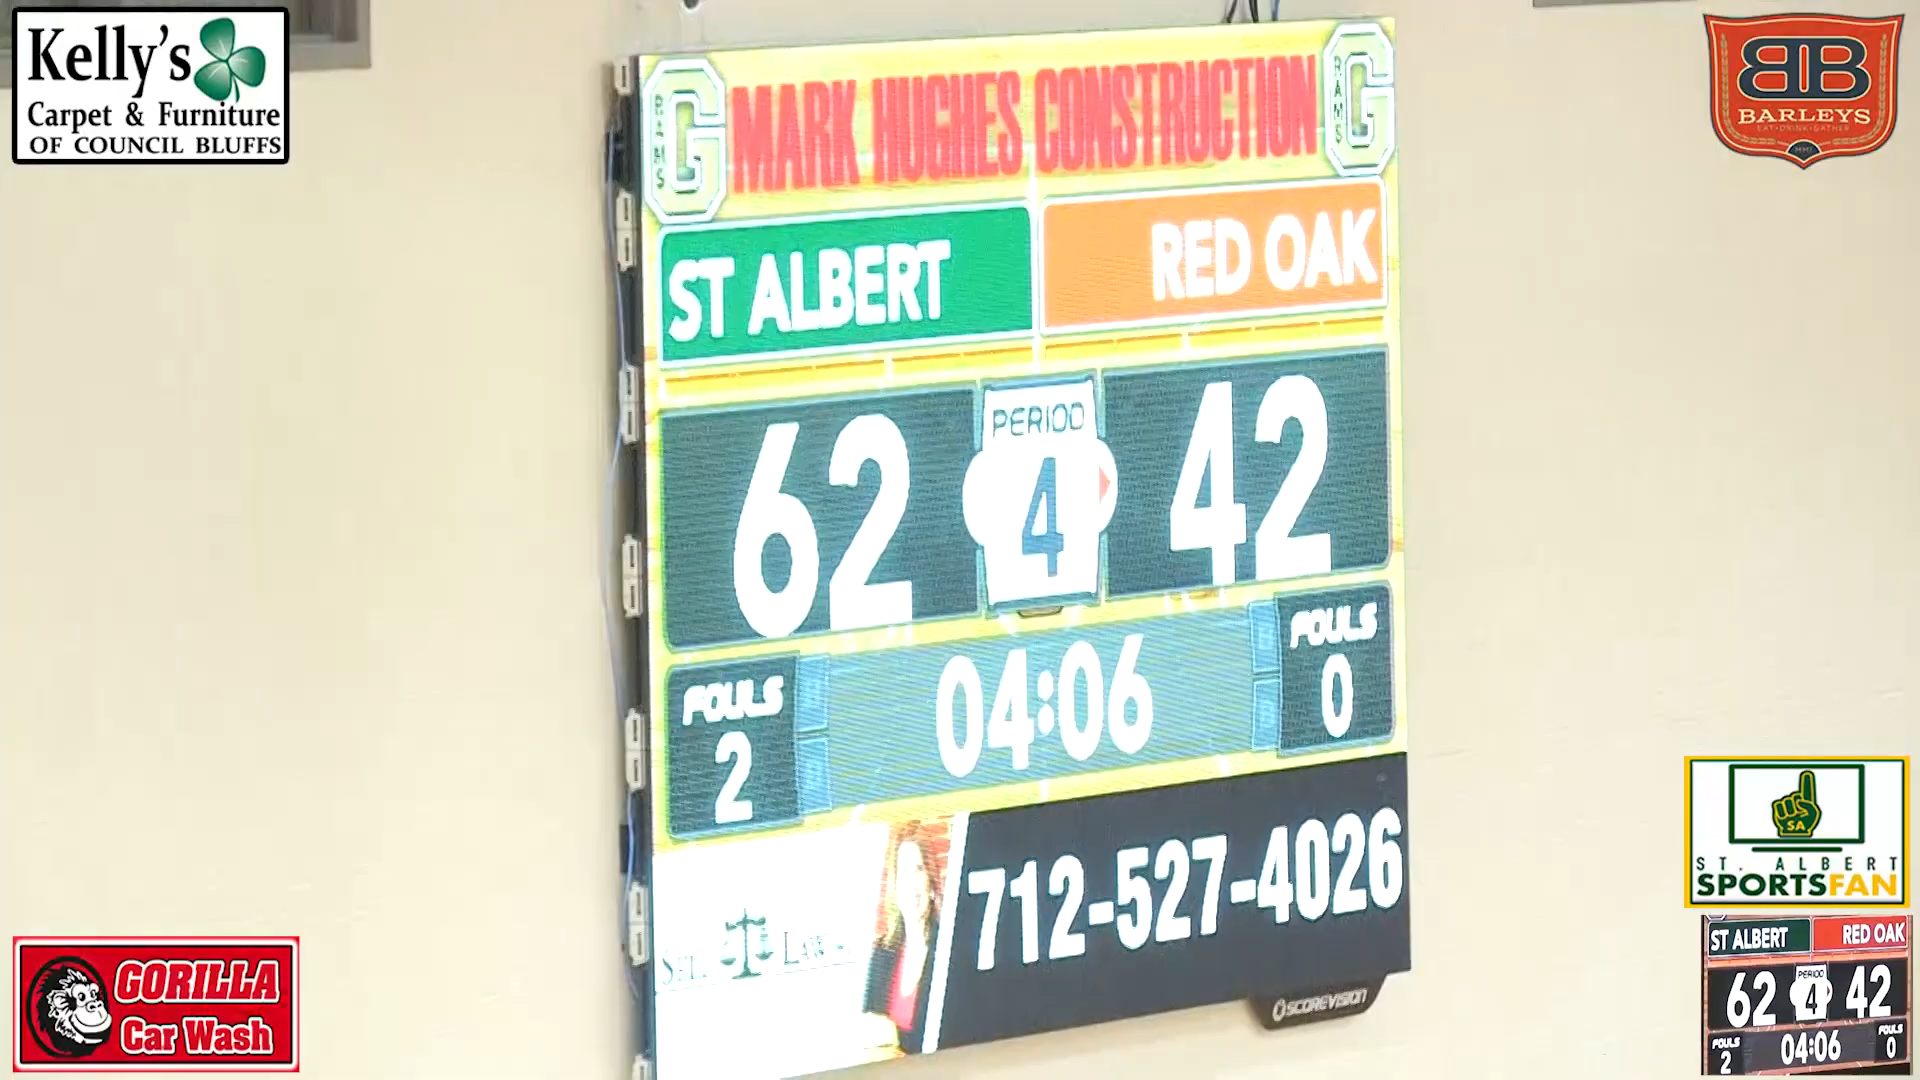 Kelly's
Carpet & Furniture
OF COUNCIL BLUFFS
BB
BARLEYS
EAT·DRINK·GATHER
G
RAMS
MARK HUGHES CONSTRUCTION
G
RAMS
ST ALBERT
RED OAK
62
PERIOD
4
42
FOULS
2
04:06
FOULS
0
LAW
712-527-4026
SCOREVISION
GORILLA
Car Wash
SA
ST. ALBERT
SPORTSFAN
ST ALBERT
RED OAK
62
PERIOD
4
42
FOULS
2
04:06
FOULS
0